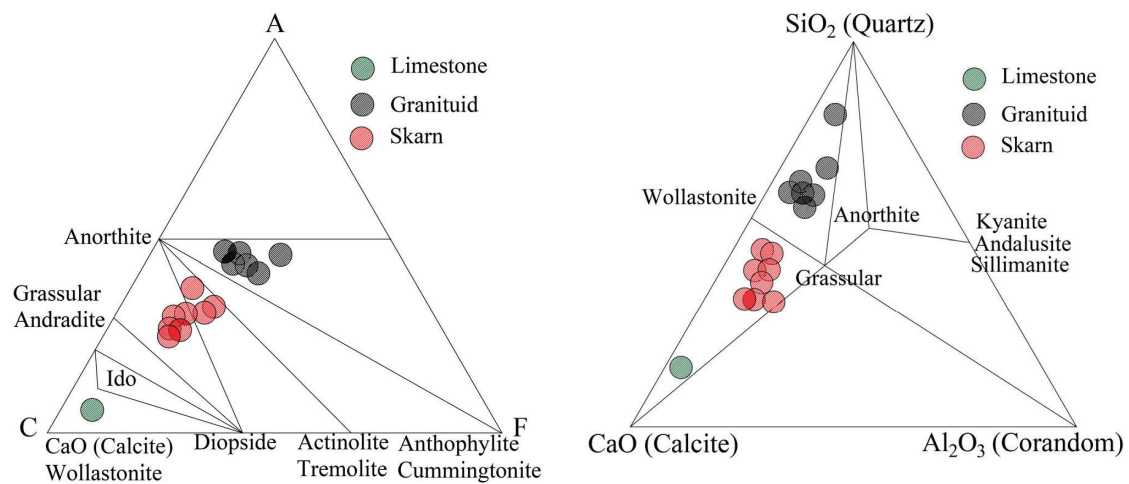 A
Limestone
Granituid
Skarn
Anorthite
Grassular
Andradite
Ido
C
F
CaO (Calcite)
Wollastonite
Diopside
Actinolite
Tremolite
Anthophylite
Cummingtonite
SiO₂ (Quartz)
Limestone
Granituid
Skarn
Wollastonite
Anorthite
Kyanite
Andalusite
Sillimanite
Grassular
CaO (Calcite)
Al₂O₃ (Corandom)